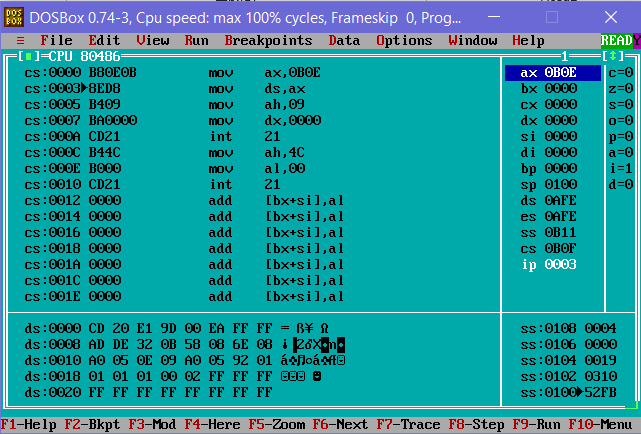 DOSBox 0.74-3, Cpu speed: max 100% cycles, Frameskip 0, Prog...
≡ File Edit View Run Breakpoints Data Options Window Help READY
[■]=CPU 80486 1 [↕]
cs:0000 BB0E0B mov ax,0B0E ax 0B0E c=0
cs:0003►8ED8 mov ds,ax bx 0000 z=0
cs:0005 B409 mov ah,09 cx 0000 s=0
cs:0007 BA0000 mov dx,0000 dx 0000 o=0
cs:000A CD21 int 21 si 0000 p=0
cs:000C B44C mov ah,4C di 0000 a=0
cs:000E B000 mov al,00 bp 0000 i=1
cs:0010 CD21 int 21 sp 0100 d=0
cs:0012 0000 add [bx+si],al ds 0AFE
cs:0014 0000 add [bx+si],al es 0AFE
cs:0016 0000 add [bx+si],al ss 0B11
cs:0018 0000 add [bx+si],al cs 0B0F
cs:001A 0000 add [bx+si],al ip 0003
cs:001C 0000 add [bx+si],al
cs:001E 0000 add [bx+si],al
ds:0000 CD 20 E1 9D 00 EA FF FF = ß¥ Ω ss:0108 0004
ds:0008 AD DE 32 0B 58 08 6E 08 ss:0106 0000
ds:0010 A0 05 0E 09 A0 05 92 01 ss:0104 0019
ds:0018 01 01 01 00 02 FF FF FF ☺☺☺ ☻ ss:0102 0310
ds:0020 FF FF FF FF FF FF FF FF ss:0100►52FB
F1-Help F2-Bkpt F3-Mod F4-Here F5-Zoom F6-Next F7-Trace F8-Step F9-Run F10-Menu